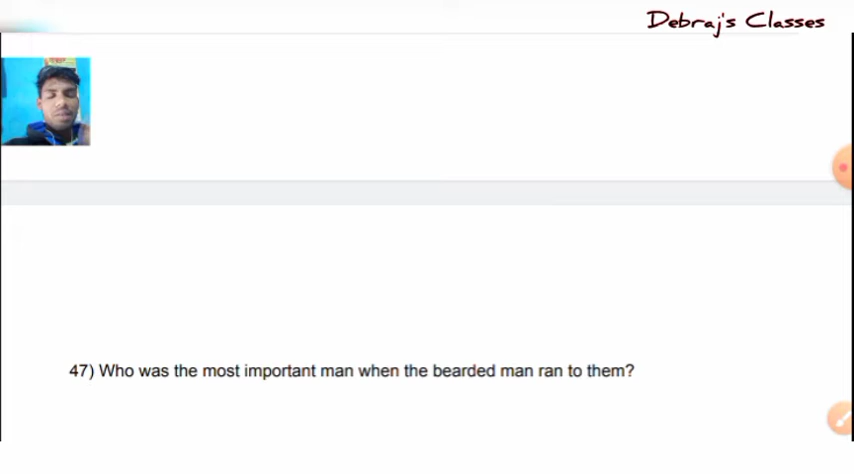 Debraj's Classes
47) Who was the most important man when the bearded man ran to them?